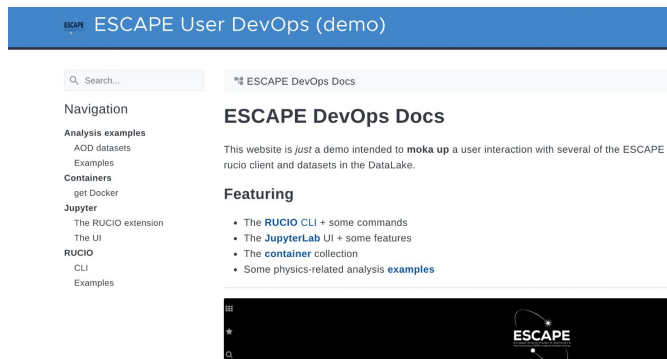 ESCAPE ESCAPE User DevOps (demo)
Search...
ESCAPE DevOps Docs
Navigation
Analysis examples
AOD datasets
Examples
Containers
get Docker
Jupyter
The RUCIO extension
The UI
RUCIO
CLI
Examples
ESCAPE DevOps Docs
This website is just a demo intended to moka up a user interaction with several of the ESCAPE
rucio client and datasets in the DataLake.
Featuring
The RUCIO CLI + some commands
The JupyterLab UI + some features
The container collection
Some physics-related analysis examples
ESCAPE